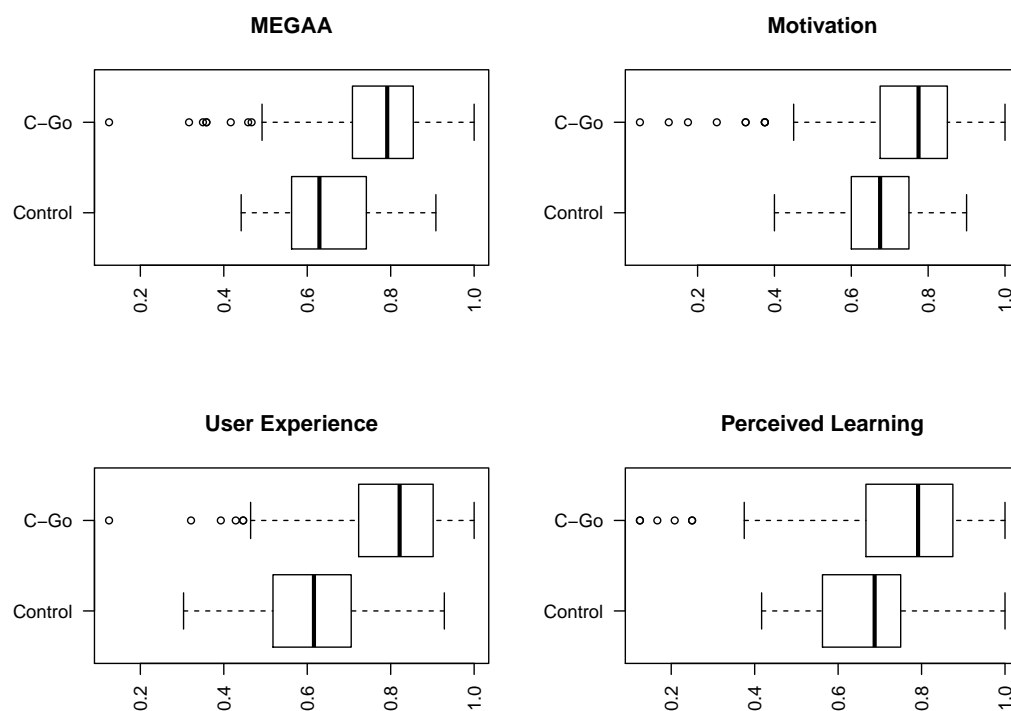 MEGAA
C−Go
Control
0.2 0.4 0.6 0.8 1.0
Motivation
C−Go
Control
0.2 0.4 0.6 0.8 1.0
User Experience
C−Go
Control
0.2 0.4 0.6 0.8 1.0
Perceived Learning
C−Go
Control
0.2 0.4 0.6 0.8 1.0